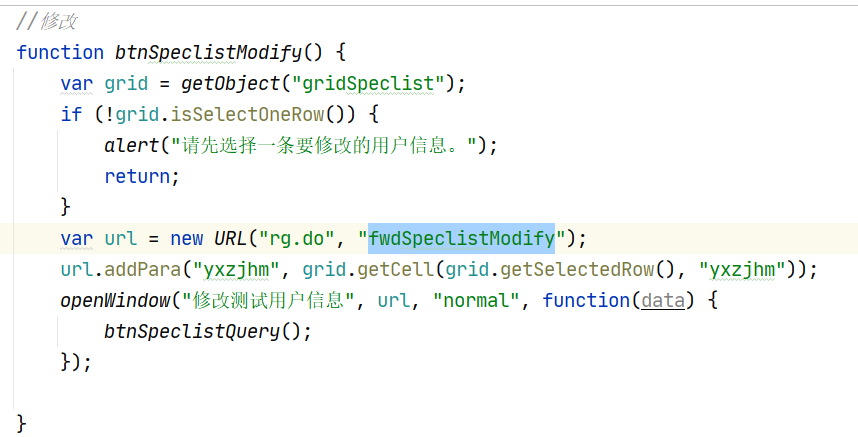 //修改
function btnSpeclistModify() {
    var grid = getObject("gridSpeclist");
    if (!grid.isSelectOneRow()) {
        alert("请先选择一条要修改的用户信息。");
        return;
    }
    var url = new URL("rg.do", "fwdSpeclistModify");
    url.addPara("yxzjhm", grid.getCell(grid.getSelectedRow(), "yxzjhm"));
    openWindow("修改测试用户信息", url, "normal", function(data) {
        btnSpeclistQuery();
    });
}